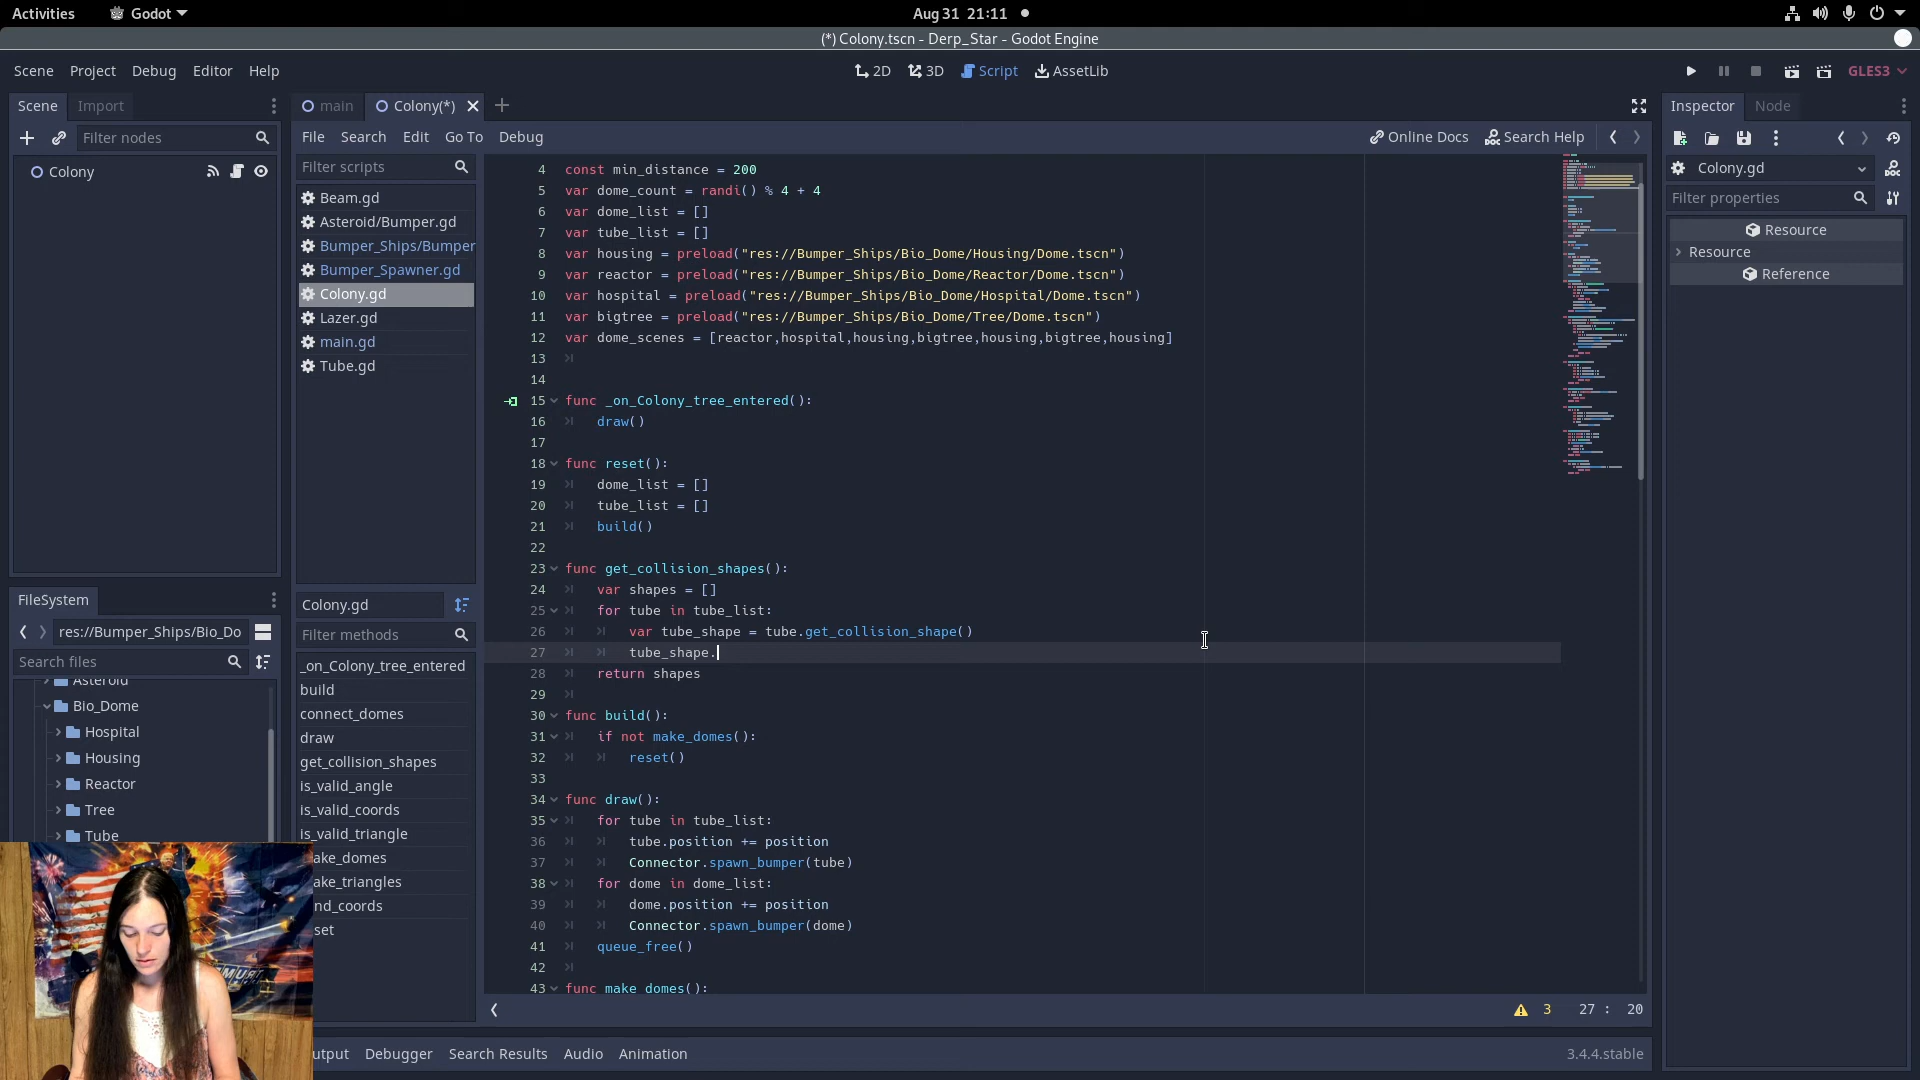 Activities
Godot
Aug 31 21:11
(*) Colony.tscn - Derp_Star - Godot Engine
Scene Project Debug Editor Help
2D 3D Script AssetLib
GLES3
Scene Import
main Colony(*)
Inspector Node
Filter nodes
File Search Edit Go To Debug
Online Docs Search Help
Colony
Filter scripts
Beam.gd
Asteroid/Bumper.gd
Bumper_Ships/Bumper
Bumper_Spawner.gd
Colony.gd
Lazer.gd
main.gd
Tube.gd
4 const min_distance = 200
5 var dome_count = randi() % 4 + 4
6 var dome_list = []
7 var tube_list = []
8 var housing = preload("res://Bumper_Ships/Bio_Dome/Housing/Dome.tscn")
9 var reactor = preload("res://Bumper_Ships/Bio_Dome/Reactor/Dome.tscn")
10 var hospital = preload("res://Bumper_Ships/Bio_Dome/Hospital/Dome.tscn")
11 var bigtree = preload("res://Bumper_Ships/Bio_Dome/Tree/Dome.tscn")
12 var dome_scenes = [reactor,hospital,housing,bigtree,housing,bigtree,housing]
13
14
15 func _on_Colony_tree_entered():
16 draw()
17
18 func reset():
19 dome_list = []
20 tube_list = []
21 build()
22
23 func get_collision_shapes():
24 var shapes = []
25 for tube in tube_list:
26 var tube_shape = tube.get_collision_shape()
27 tube_shape.
28 return shapes
29
30 func build():
31 if not make_domes():
32 reset()
33
34 func draw():
35 for tube in tube_list:
36 tube.position += position
37 Connector.spawn_bumper(tube)
38 for dome in dome_list:
39 dome.position += position
40 Connector.spawn_bumper(dome)
41 queue_free()
42
43 func make_domes():
Colony.gd
Filter properties
Resource
Resource
Reference
FileSystem
res://Bumper_Ships/Bio_Do
Search files
Asteroid
Bio_Dome
Hospital
Housing
Reactor
Tree
Tube
Colony.gd
Filter methods
_on_Colony_tree_entered
build
connect_domes
draw
get_collision_shapes
is_valid_angle
is_valid_coords
is_valid_triangle
ake_domes
ake_triangles
nd_coords
set
3 27 : 20
utput Debugger Search Results Audio Animation
3.4.4.stable